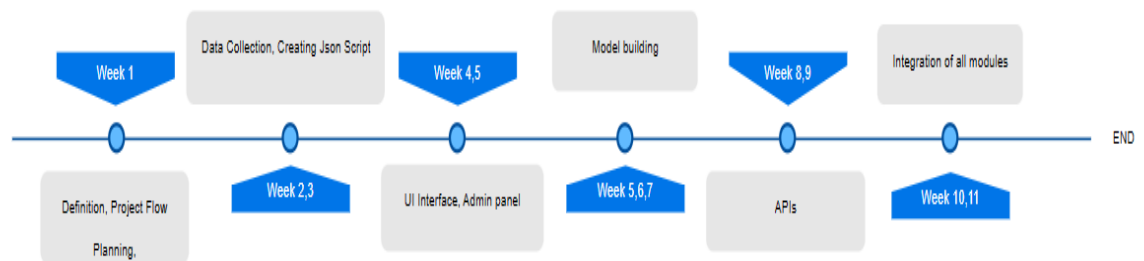 Data Collection, Creating Json Script
Model building
Week 1
Week 4,5
Week 8,9
Integration of all modules
END
Week 2,3
Week 5,6,7
Week 10,11
Definition, Project Flow
Planning,
UI Interface, Admin panel
APIs